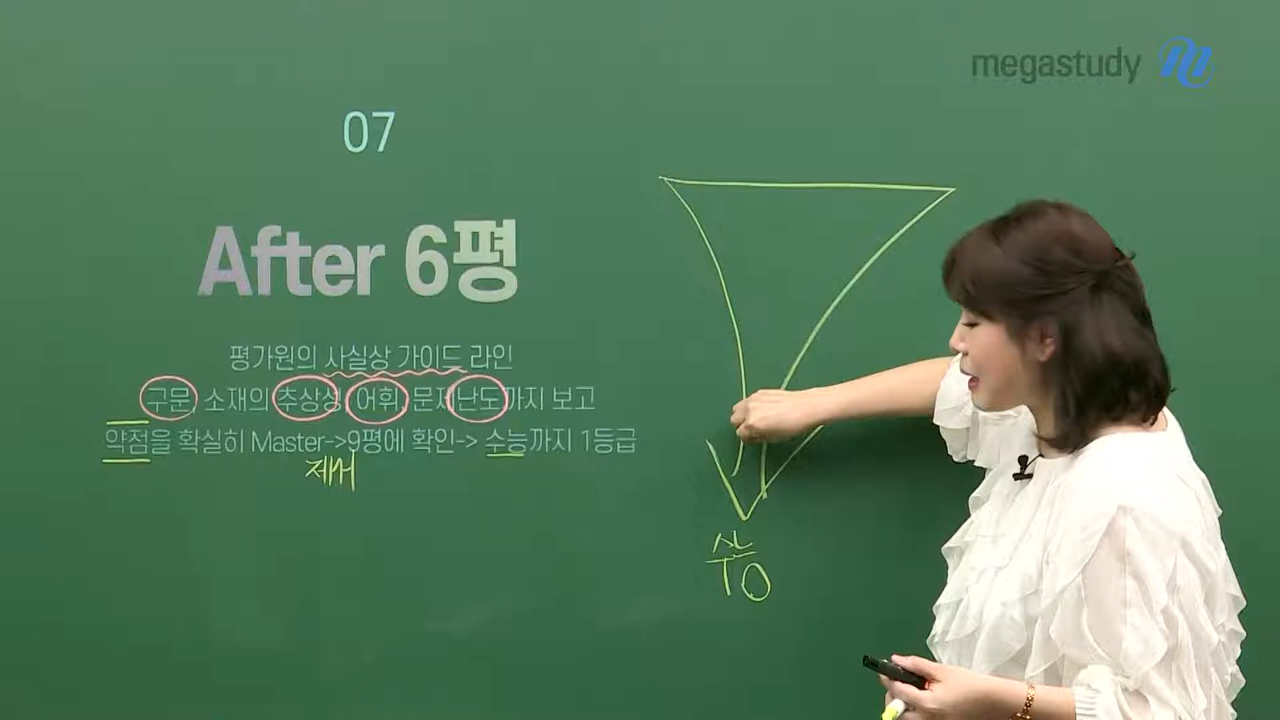 megastudy
07
After 6평
평가원의 사실상 가이드 라인
구문, 소재의 추상성, 어휘, 문제난도까지 보고
약점을 확실히 Master->9평에 확인-> 수능까지 1등급
수능